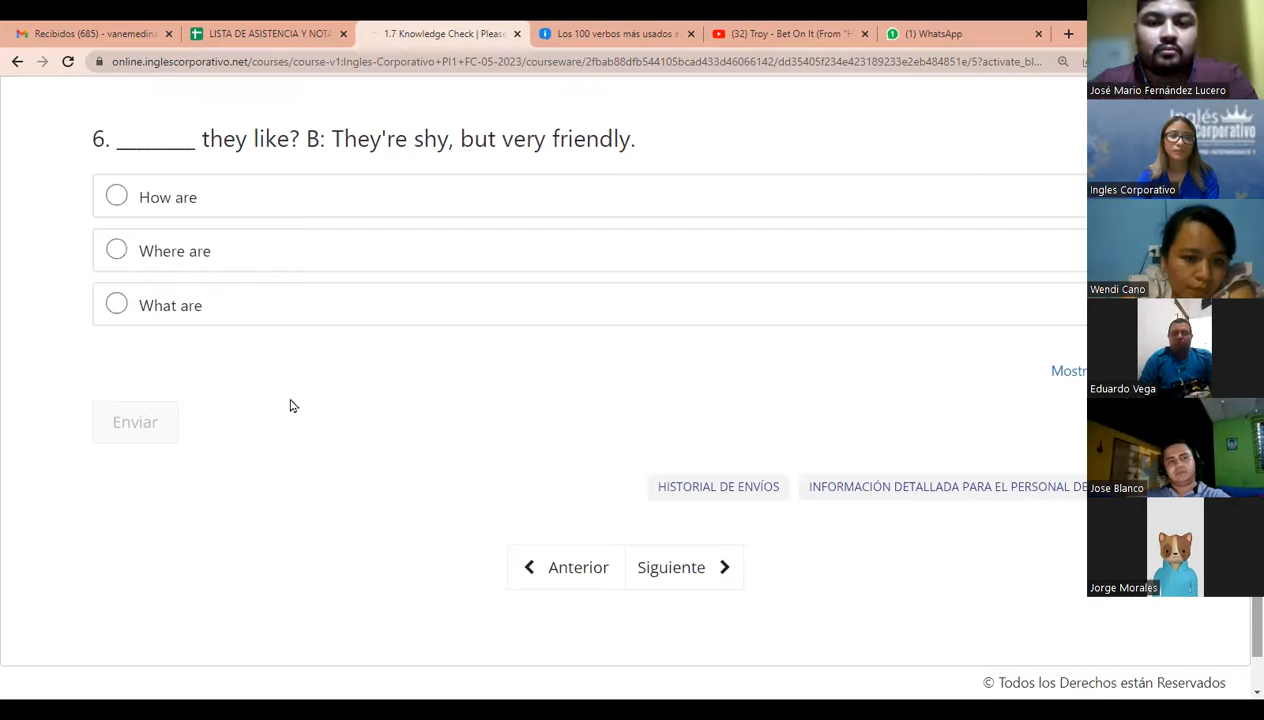 Recibidos (685) - vanemedina
LISTA DE ASISTENCIA Y NOTA
1.7 Knowledge Check | Please
Los 100 verbos más usados e
(32) Troy - Bet On It (From "H
(1) WhatsApp
online.inglescorporativo.net/courses/course-v1:Ingles-Corporativo+PI1+FC-05-2023/courseware/2fbab88dfb544105bcad433d46066142/dd35405f234e423189233e2eb484851e/5?activate_bl...
6. ________ they like? B: They're shy, but very friendly.
How are
Where are
What are
Mostr
Enviar
HISTORIAL DE ENVÍOS
INFORMACIÓN DETALLADA PARA EL PERSONAL DE
Anterior
Siguiente
© Todos los Derechos están Reservados
José Mario Fernández Lucero
Inglés
Corporativo
Ingles Corporativo
Wendi Cano
Eduardo Vega
Jose Blanco
Jorge Morales